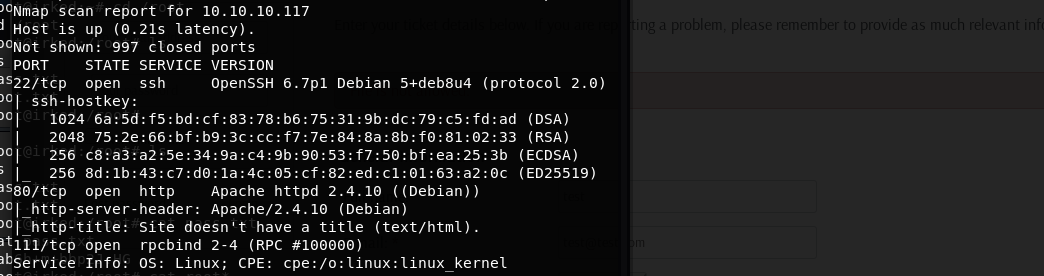 Nmap scan report for 10.10.10.117
Host is up (0.21s latency).
ting a problem, please remember to provide as much relevant info
Not shown: 997 closed ports
PORT    STATE SERVICE VERSION
22/tcp  open  ssh     OpenSSH 6.7p1 Debian 5+deb8u4 (protocol 2.0)
| ssh-hostkey:
|   1024 6a:5d:f5:bd:cf:83:78:b6:75:31:9b:dc:79:c5:fd:ad (DSA)
|   2048 75:2e:66:bf:b9:3c:cc:f7:7e:84:8a:8b:f0:81:02:33 (RSA)
|   256 c8:a3:a2:5e:34:9a:c4:9b:90:53:f7:50:bf:ea:25:3b (ECDSA)
|_  256 8d:1b:43:c7:d0:1a:4c:05:cf:82:ed:c1:01:63:a2:0c (ED25519)
80/tcp  open  http    Apache httpd 2.4.10 ((Debian))
|_http-server-header: Apache/2.4.10 (Debian)
|_http-title: Site doesn't have a title (text/html).
111/tcp open  rpcbind 2-4 (RPC #100000)
Service Info: OS: Linux; CPE: cpe:/o:linux:linux_kernel